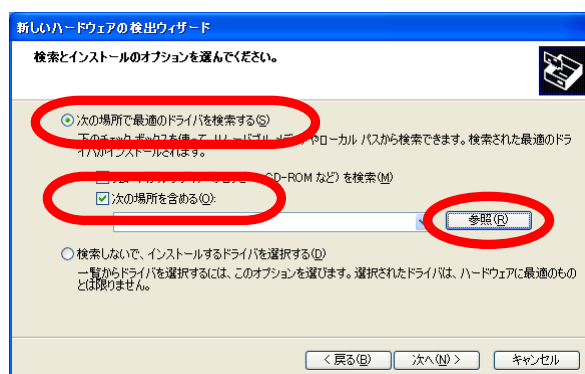 新しいハードウェアの検出ウィザード
検索とインストールのオプションを選んでください。
次の場所で最適のドライバを検索する(S)
下のチェック ボックスを使って、リムーバブル メディアやローカル パスから検索できます。検索された最適のドラ
イバがインストールされます。
CD-ROM など) を検索(M)
次の場所を含める(O):
参照(R)
検索しないで、インストールするドライバを選択する(D)
一覧からドライバを選択するには、このオプションを選びます。選択されたドライバは、ハードウェアに最適のもの
とは限りません。
< 戻る(B)
次へ(N) >
キャンセル